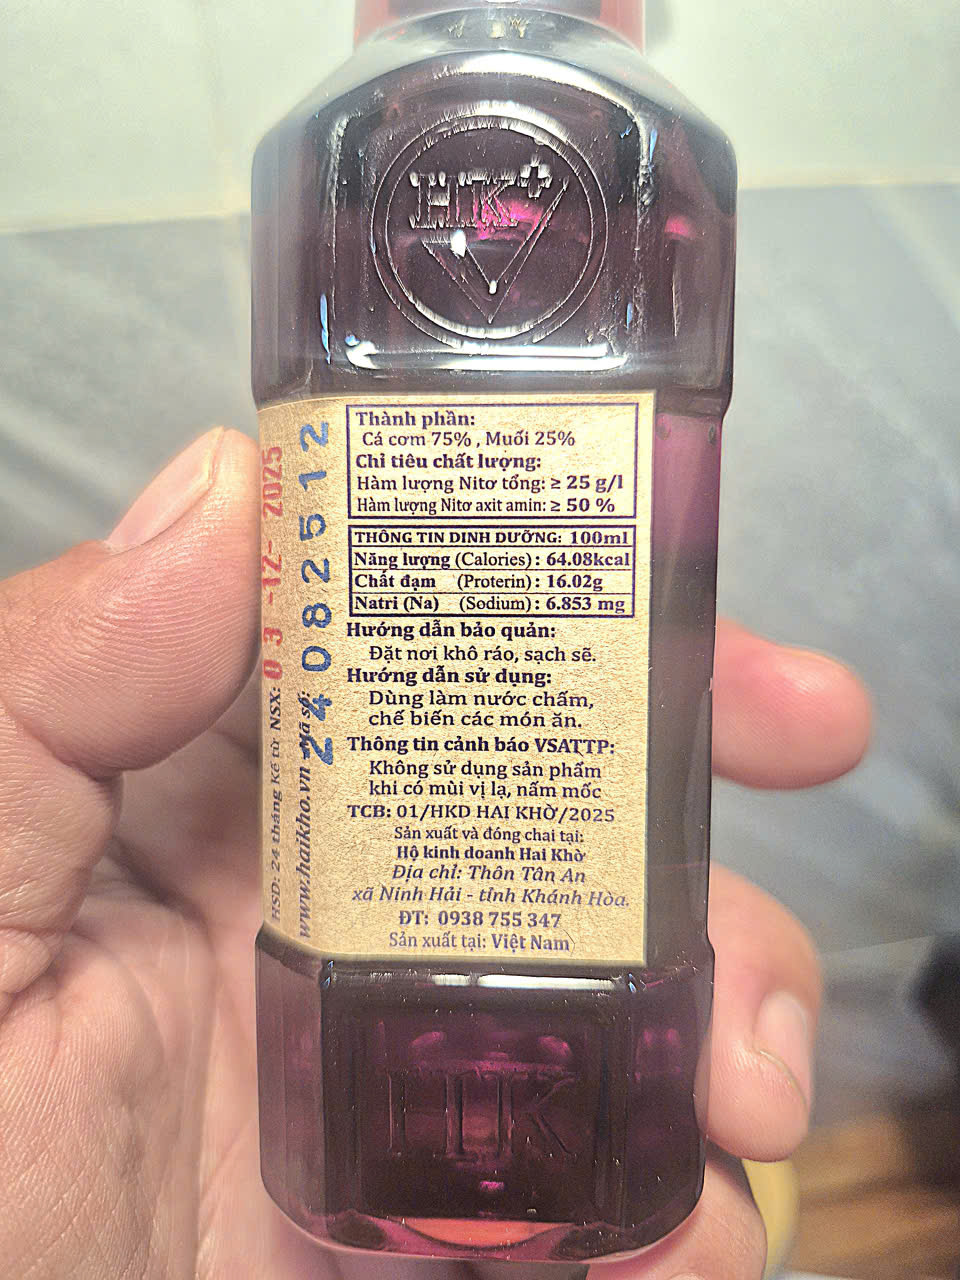 HK
Thành phần:
Cá cơm 75% , Muối 25%
Chỉ tiêu chất lượng:
Hàm lượng Nitơ tổng: ≥ 25 g/l
Hàm lượng Nitơ axit amin: ≥ 50 %
THÔNG TIN DINH DƯỠNG: 100ml
Năng lượng (Calories) : 64.08kcal
Chất đạm (Proterin) : 16.02g
Natri (Na) (Sodium) : 6.853 mg
Hướng dẫn bảo quản:
Đặt nơi khô ráo, sạch sẽ.
Hướng dẫn sử dụng:
Dùng làm nước chấm,
chế biến các món ăn.
Thông tin cảnh báo VSATTP:
Không sử dụng sản phẩm
khi có mùi vị lạ, nấm mốc
TCB: 01/HKD HAI KHỜ/2025
Sản xuất và đóng chai tại:
Hộ kinh doanh Hai Khờ
Địa chỉ: Thôn Tân An
xã Ninh Hải - tỉnh Khánh Hòa.
ĐT: 0938 755 347
Sản xuất tại: Việt Nam
HSD: 24 tháng kể từ NSX: 03 -12- 2025
www.haikho.vn Mã số: 24082512
HK